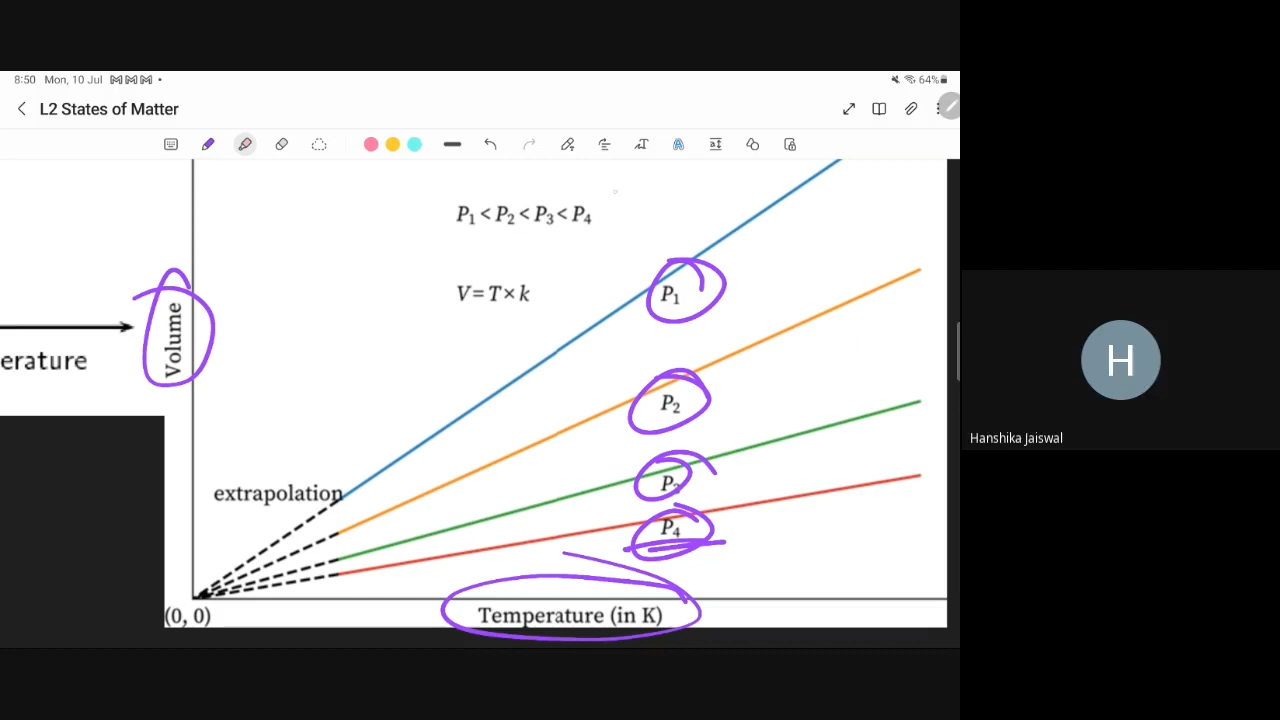 8:50 Mon, 10 Jul 64%
L2 States of Matter
P₁ < P₂ < P₃ < P₄
V = T × k
P₁
P₂
P₄
Volume
erature
extrapolation
(0, 0)
Temperature (in K)
H
Hanshika Jaiswal